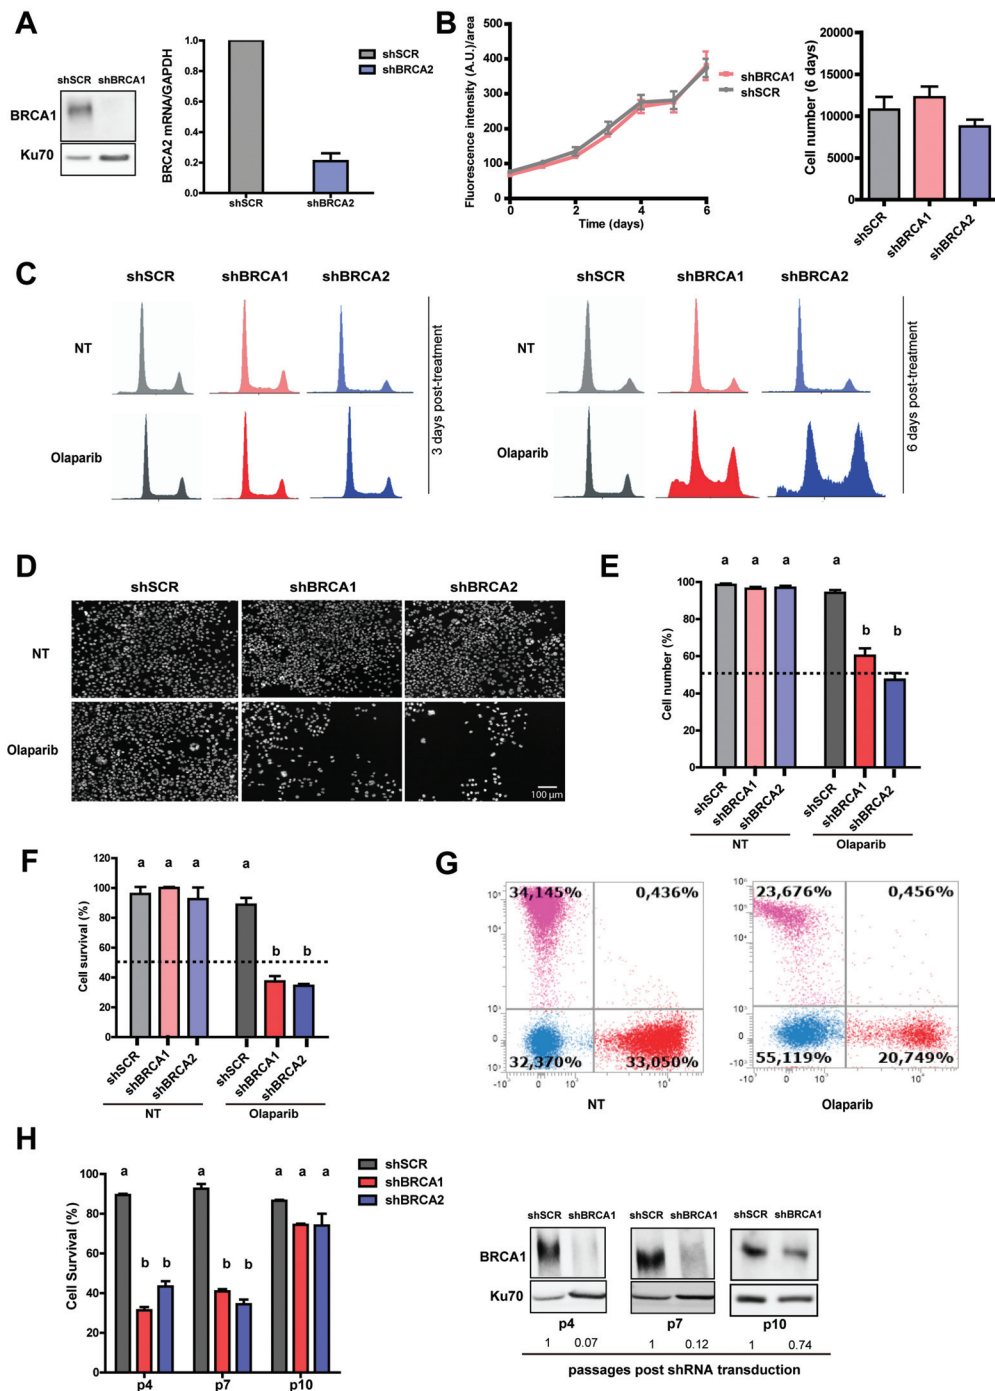 A
shSCR shBRCA1
BRCA1
Ku70
BRCA2 mRNA/GAPDH
1.0
0.8
0.6
0.4
0.2
0.0
shSCR
shBRCA2
shSCR
shBRCA2
B
Fluorescence intensity (A.U.)/area
500
400
300
200
100
0
0
2
4
6
Time (days)
shBRCA1
shSCR
Cell number (6 days)
20000
15000
10000
5000
0
shSCR
shBRCA1
shBRCA2
C
shSCR
shBRCA1
shBRCA2
NT
Olaparib
3 days post-treatment
shSCR
shBRCA1
shBRCA2
NT
Olaparib
6 days post-treatment
D
shSCR
shBRCA1
shBRCA2
NT
Olaparib
100 µm
E
Cell number (%)
100
80
60
40
20
0
a
a
a
a
b
b
shSCR
shBRCA1
shBRCA2
shSCR
shBRCA1
shBRCA2
NT
Olaparib
F
Cell survival (%)
120
100
80
60
40
20
0
a
a
a
a
b
b
shSCR
shBRCA1
shBRCA2
shSCR
shBRCA1
shBRCA2
NT
Olaparib
G
34,145%
0,436%
32,370%
33,050%
NT
23,676%
0,456%
55,119%
20,749%
Olaparib
H
Cell Survival (%)
100
80
60
40
20
0
a
b
b
a
b
b
a
a
a
p4
p7
p10
shSCR
shBRCA1
shBRCA2
shSCR shBRCA1
shSCR shBRCA1
shSCR shBRCA1
BRCA1
Ku70
p4
p7
p10
1 0.07
1 0.12
1 0.74
passages post shRNA transduction